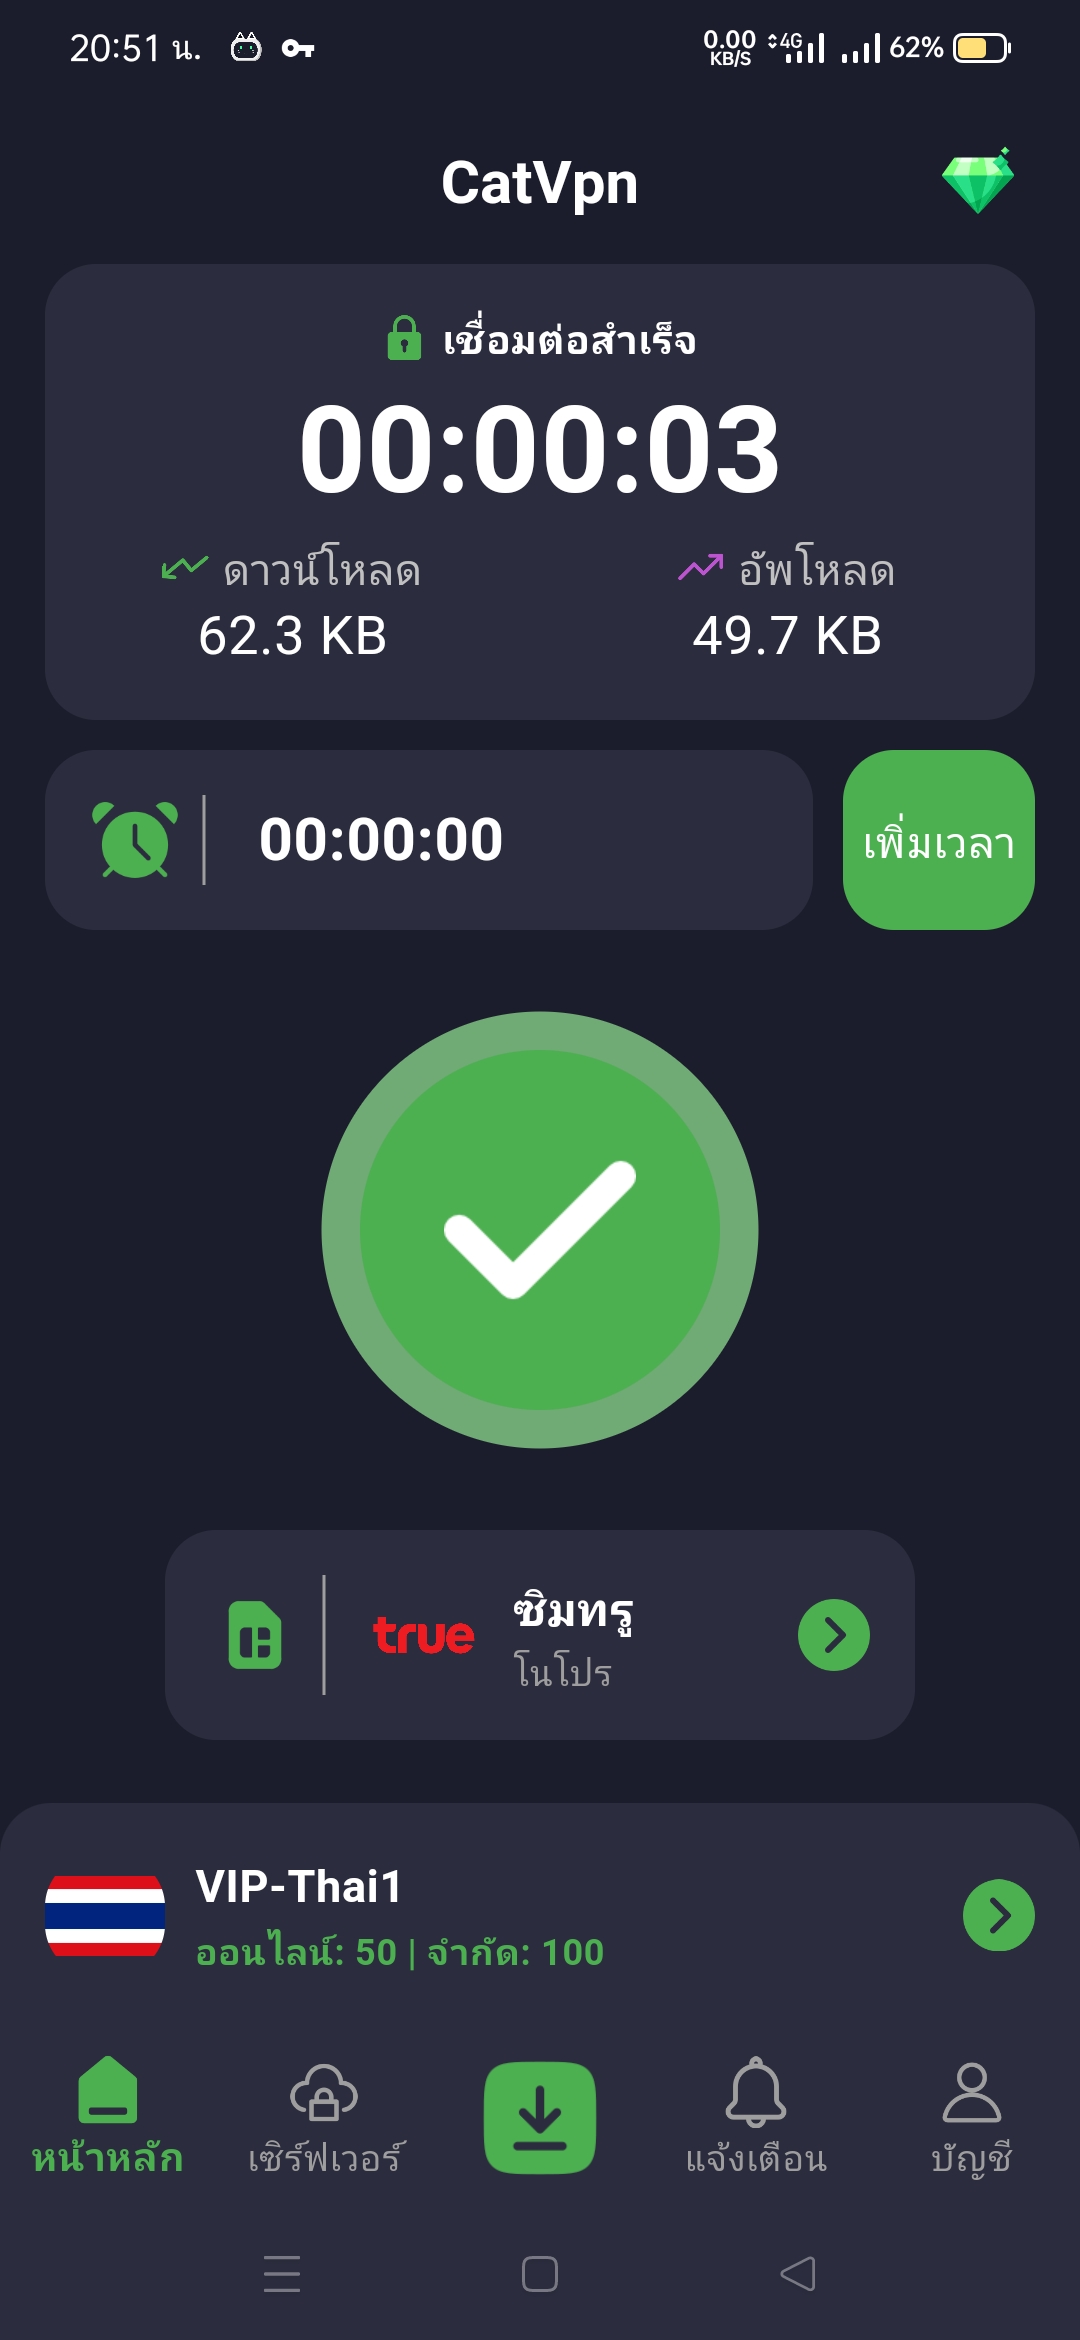 20:51 น.
0.00 KB/S 4G 62%
CatVpn
เชื่อมต่อสำเร็จ
00:00:03
ดาวน์โหลด อัพโหลด
62.3 KB 49.7 KB
00:00:00 เพิ่มเวลา
true ซิมทรู
โนโปร
VIP-Thai1
ออนไลน์: 50 | จำกัด: 100
หน้าหลัก เซิร์ฟเวอร์ แจ้งเตือน บัญชี